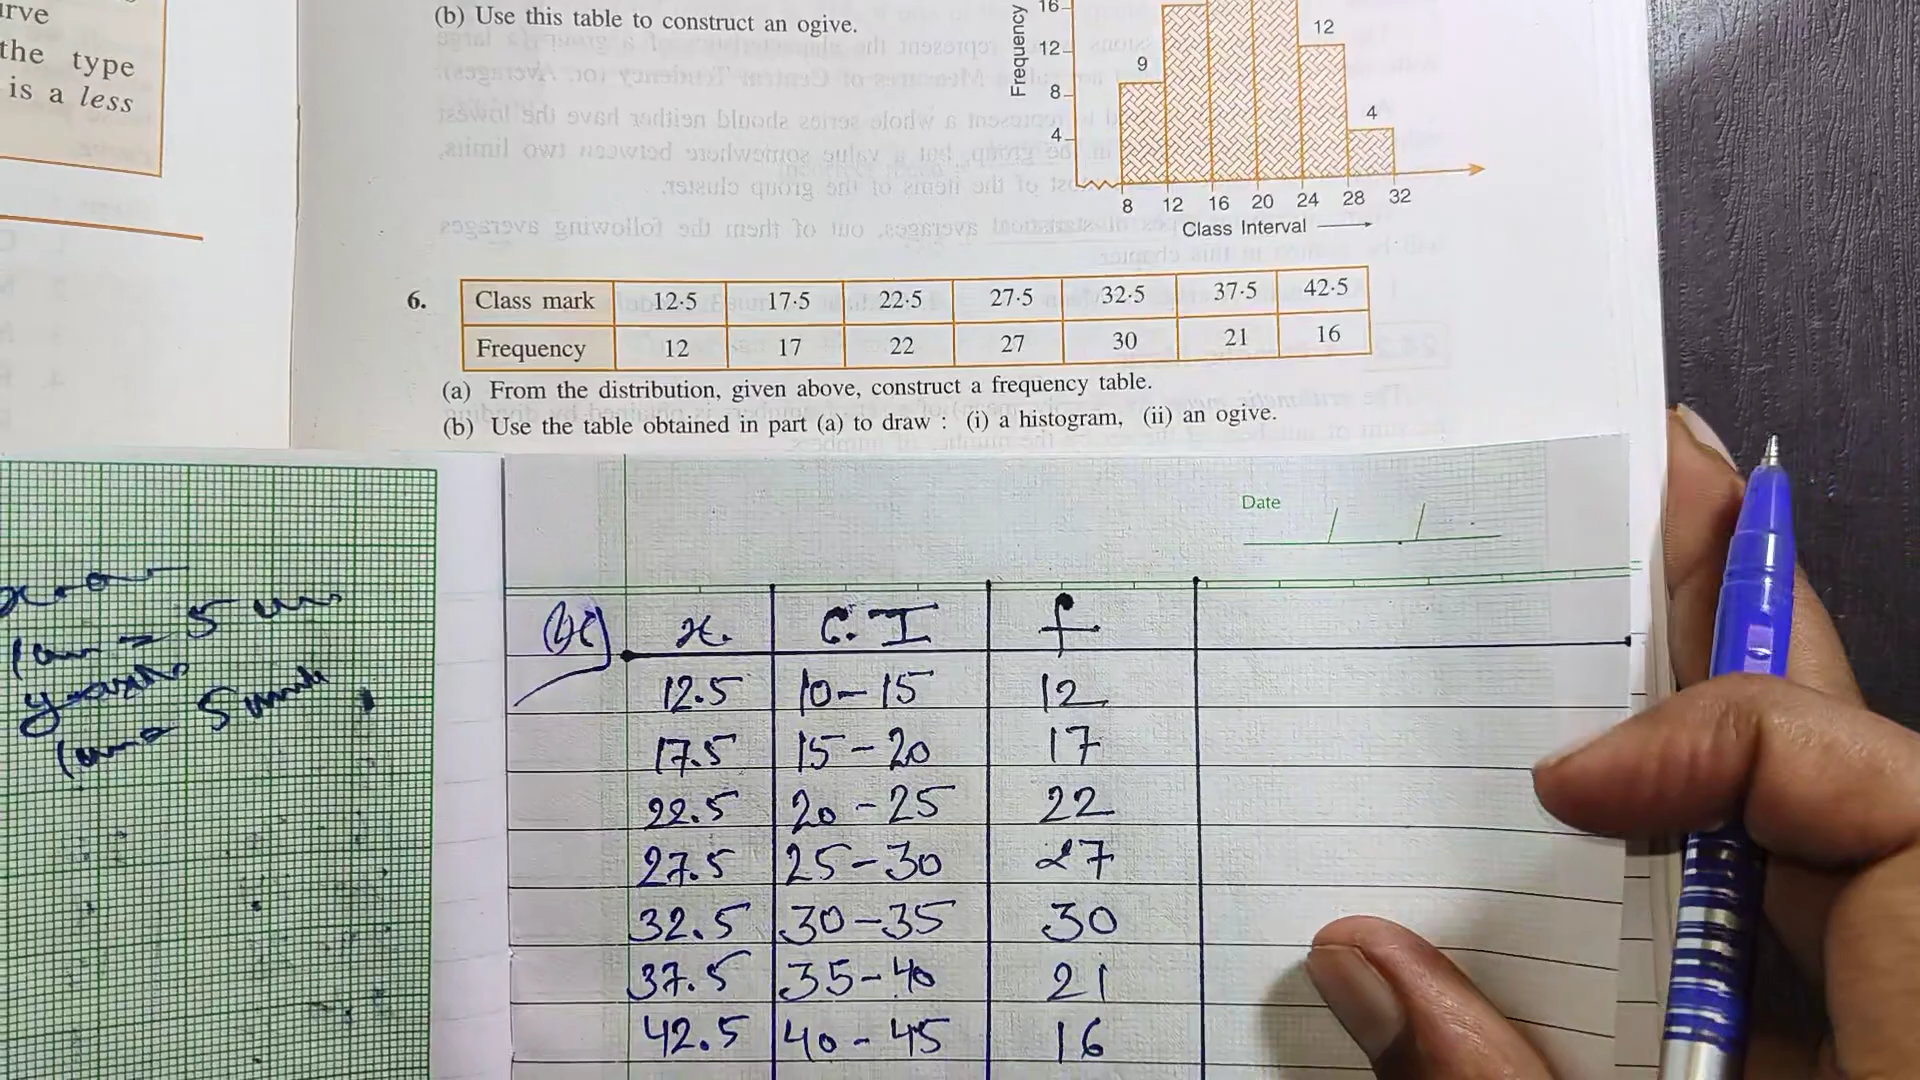 urve
the type
is a less
(b) Use this table to construct an ogive.
Frequency
16
12
8
4
9
12
4
8 12 16 20 24 28 32
Class Interval
6.
Class mark 12·5 17·5 22·5 27·5 32·5 37·5 42·5
Frequency 12 17 22 27 30 21 16
(a) From the distribution, given above, construct a frequency table.
(b) Use the table obtained in part (a) to draw : (i) a histogram, (ii) an ogive.
Date / /
x. C.I f
12.5 10-15 12
17.5 15-20 17
22.5 20-25 22
27.5 25-30 27
32.5 30-35 30
37.5 35-40 21
42.5 40-45 16
= 5
y-axis
5